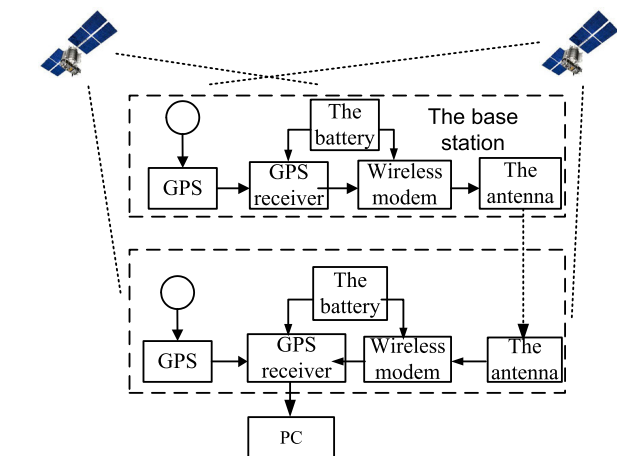 The
battery
The base
station
GPS
GPS
receiver
Wireless
modem
The
antenna
The
battery
GPS
GPS
receiver
Wireless
modem
The
antenna
PC